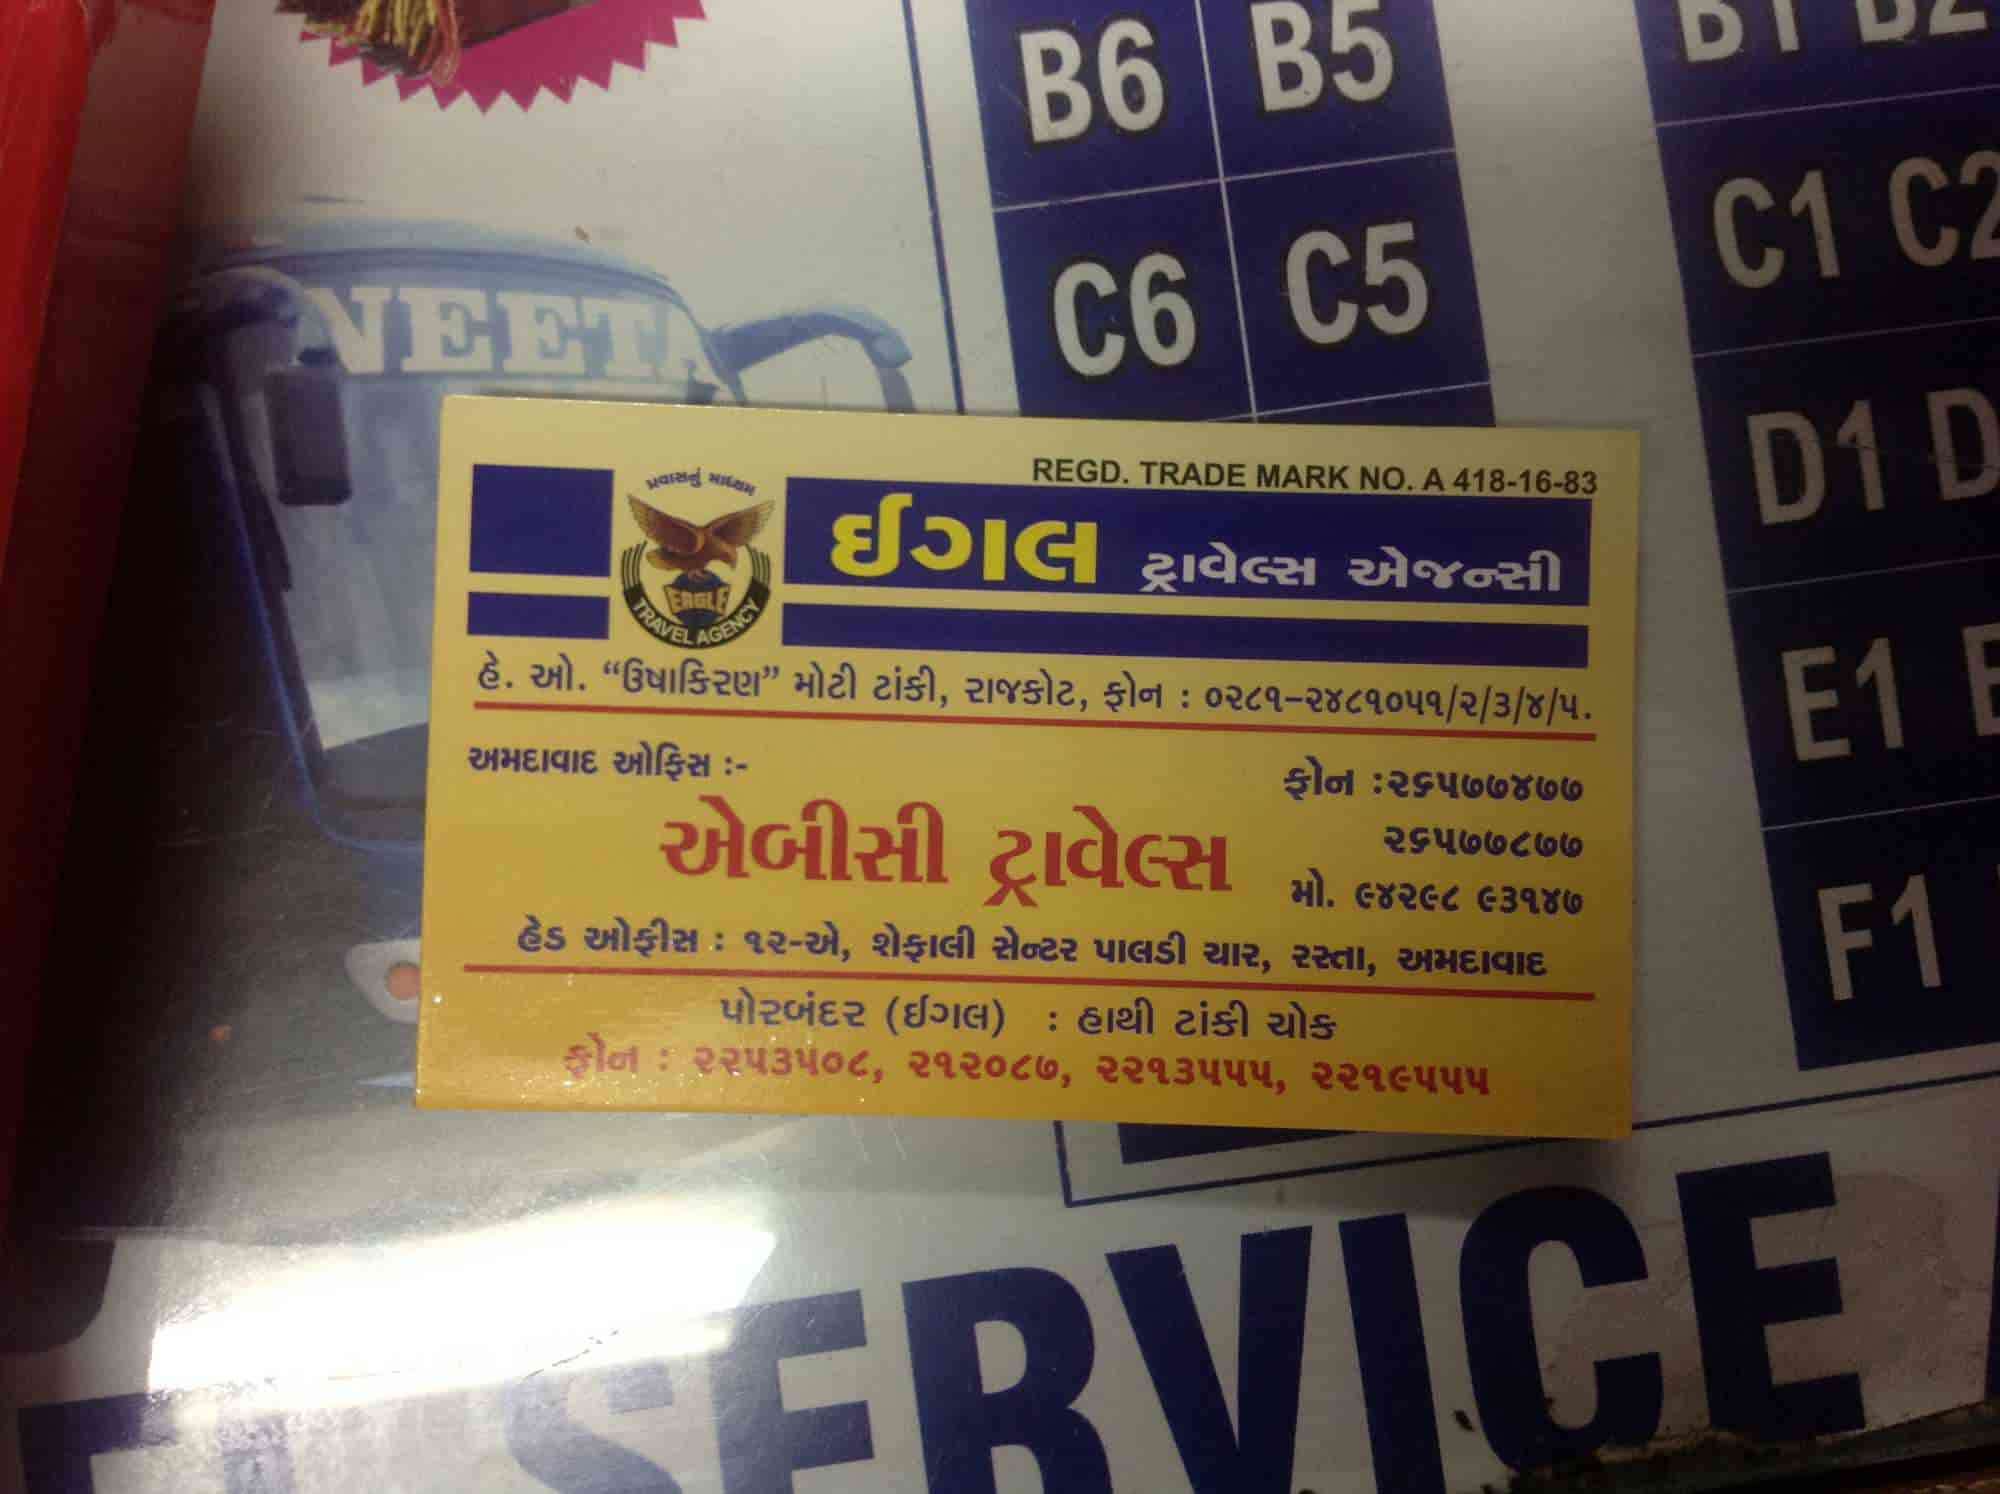 B6 B5 B1 B2
C6 C5 C1 C2
NEETA
D1 D
E1 E
F1
REGD. TRADE MARK NO. A 418-16-83
પ્રવાસનું માધ્યમ
EAGLE
TRAVEL AGENCY
ઈગલ ટ્રાવેલ્સ એજન્સી
હે. ઓ. “ઉષાકિરણ” મોટી ટાંકી, રાજકોટ, ફોન : ૦૨૮૧-૨૪૮૧૦૫૧/૨/૩/૪/૫.
અમદાવાદ ઓફિસ :-
ફોન :૨૬૫૭૭૪૭૭
૨૬૫૭૭૮૭૭
એબીસી ટ્રાવેલ્સ
મો. ૯૪૨૯૮ ૯૩૧૪૭
હેડ ઓફીસ : ૧૨-એ, શેફાલી સેન્ટર પાલડી ચાર, રસ્તા, અમદાવાદ
પોરબંદર (ઈગલ) : હાથી ટાંકી ચોક
ફોન : ૨૨૫૩૫૦૮, ૨૧૨૦૮૭, ૨૨૧૩૫૫૫, ૨૨૧૯૫૫૫
SERVICE